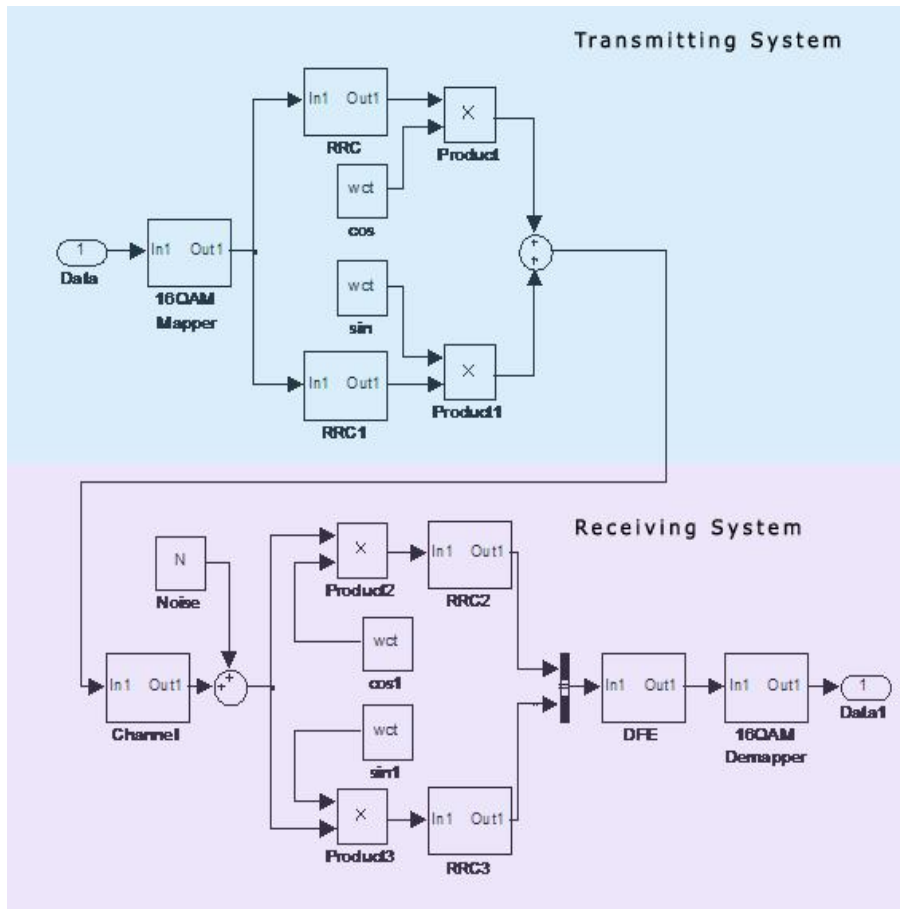 Transmitting System
In1 Out1
RRC
×
Product
wct
cos
1
Data
In1 Out1
16QAM
Mapper
+
+
wct
sin
In1 Out1
RRC1
×
Product1
Receiving System
N
Noise
×
Product2
In1 Out1
RRC2
wct
cos1
In1 Out1
Channel
+
+
In1 Out1
DFE
In1 Out1
16QAM
Demapper
1
Data1
wct
sin1
×
Product3
In1 Out1
RRC3